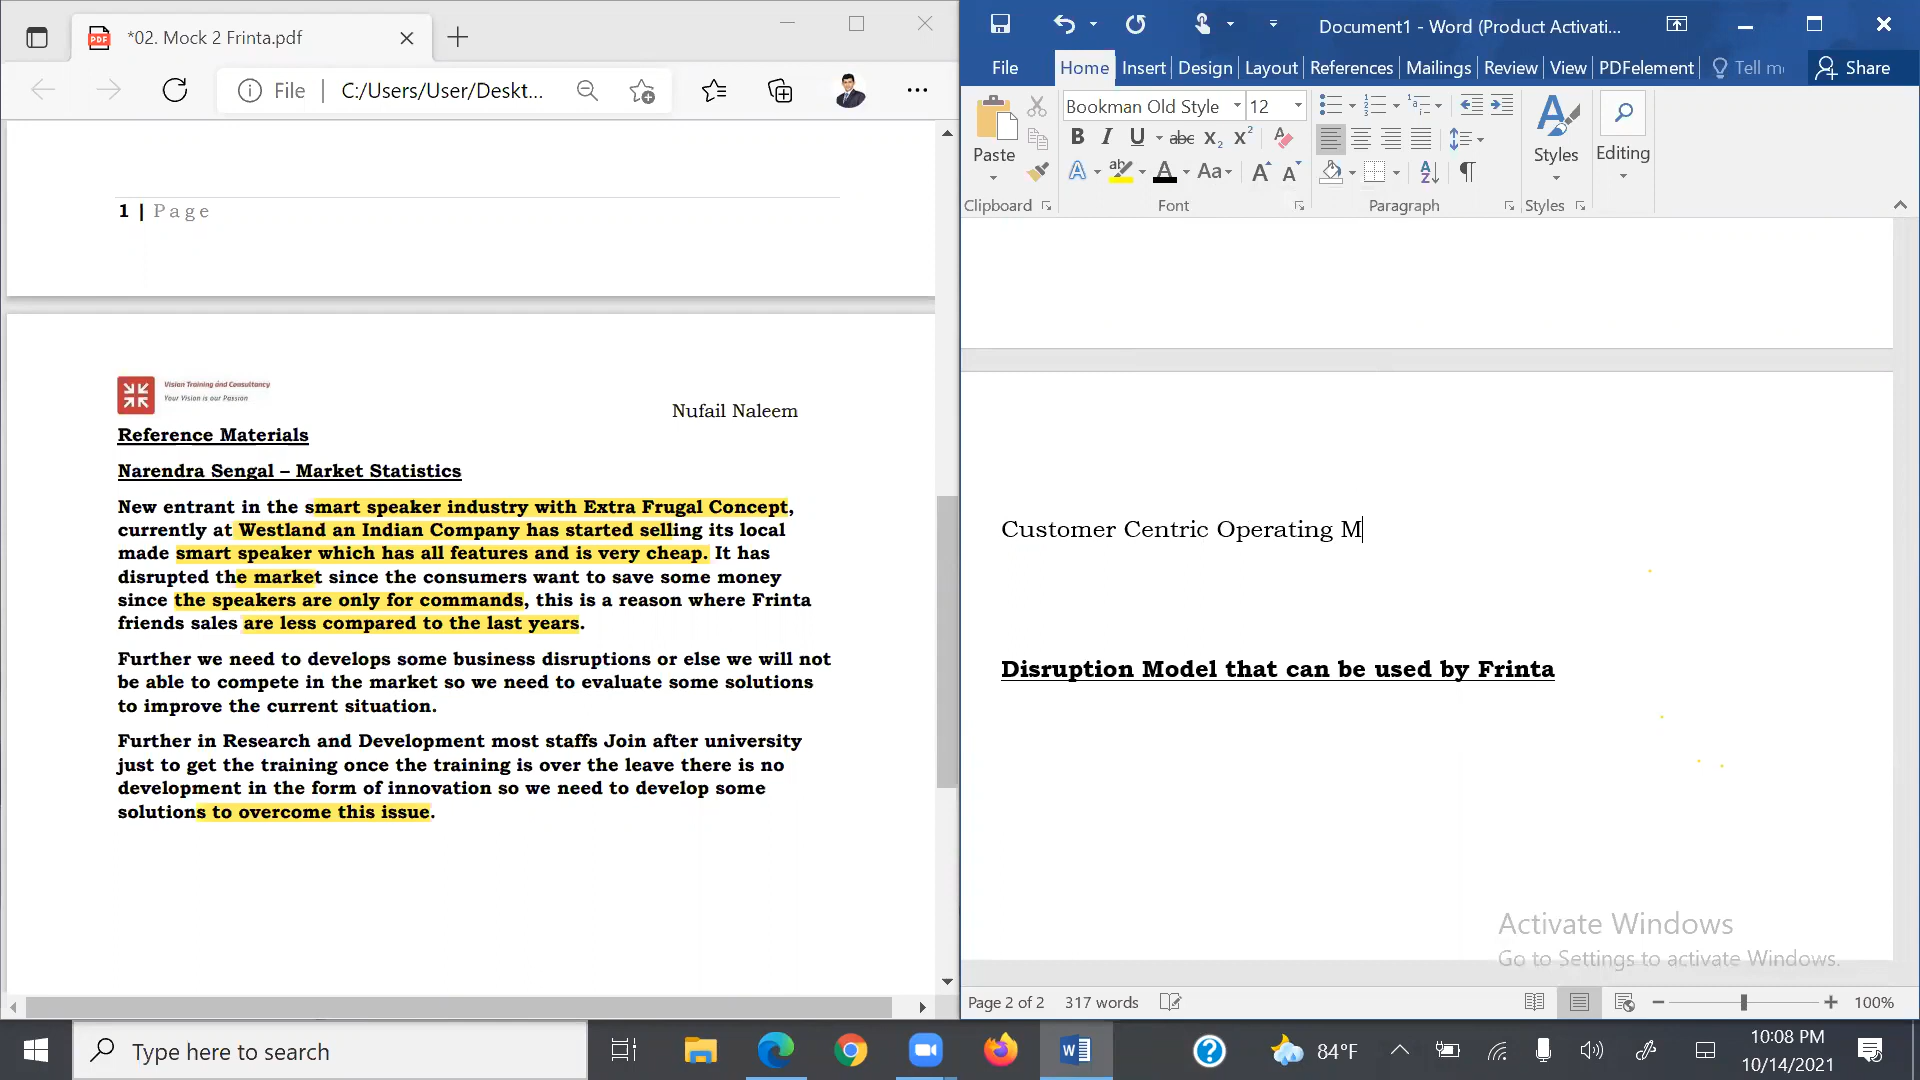 *02. Mock 2 Frinta.pdf
File | C:/Users/User/Deskt...
1 | Page
Vision Training and Consultancy
Your Vision is our Passion
Nufail Naleem
Reference Materials
Narendra Sengal – Market Statistics
New entrant in the smart speaker industry with Extra Frugal Concept,
currently at Westland an Indian Company has started selling its local
made smart speaker which has all features and is very cheap. It has
disrupted the market since the consumers want to save some money
since the speakers are only for commands, this is a reason where Frinta
friends sales are less compared to the last years.
Further we need to develops some business disruptions or else we will not
be able to compete in the market so we need to evaluate some solutions
to improve the current situation.
Further in Research and Development most staffs Join after university
just to get the training once the training is over the leave there is no
development in the form of innovation so we need to develop some
solutions to overcome this issue.
Document1 - Word (Product Activati...
File Home Insert Design Layout References Mailings Review View PDFelement Tell m Share
Bookman Old Style 12
Paste
Styles
Editing
Clipboard Font Paragraph Styles
Customer Centric Operating M
Disruption Model that can be used by Frinta
Activate Windows
Go to Settings to activate Windows.
Page 2 of 2 317 words 100%
Type here to search
84°F
10:08 PM
10/14/2021